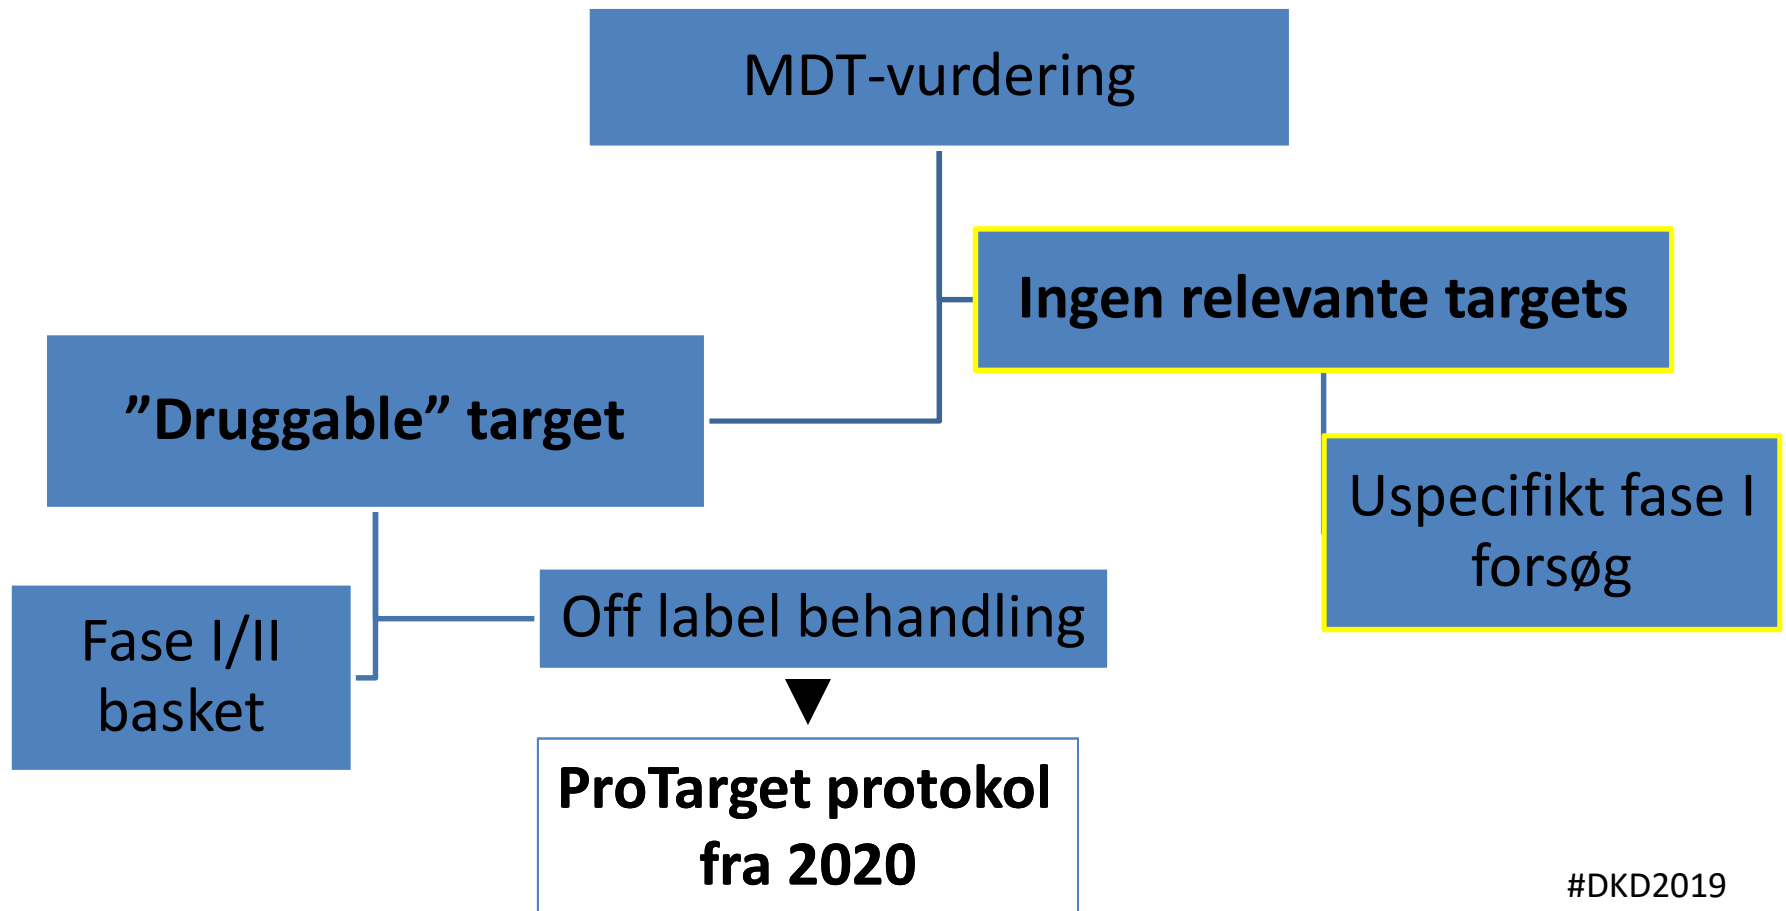 MDT-vurdering
Ingen relevante targets
”Druggable” target
Uspecifikt fase I
forsøg
Off label behandling
Fase I/II
basket
ProTarget protokol
fra 2020
#DKD2019